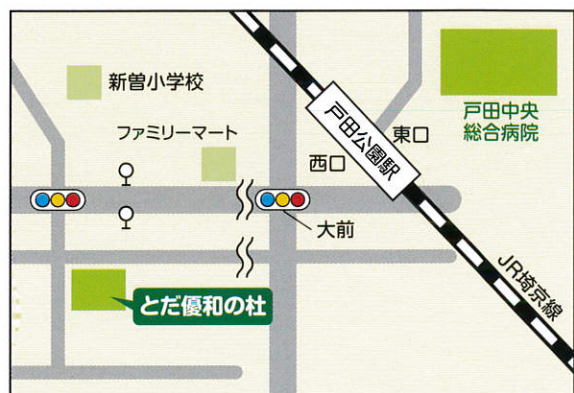 新曽小学校
戸田中央
総合病院
ファミリーマート
戸田公園駅
東口
西口
大前
とだ優和の杜
JR埼京線